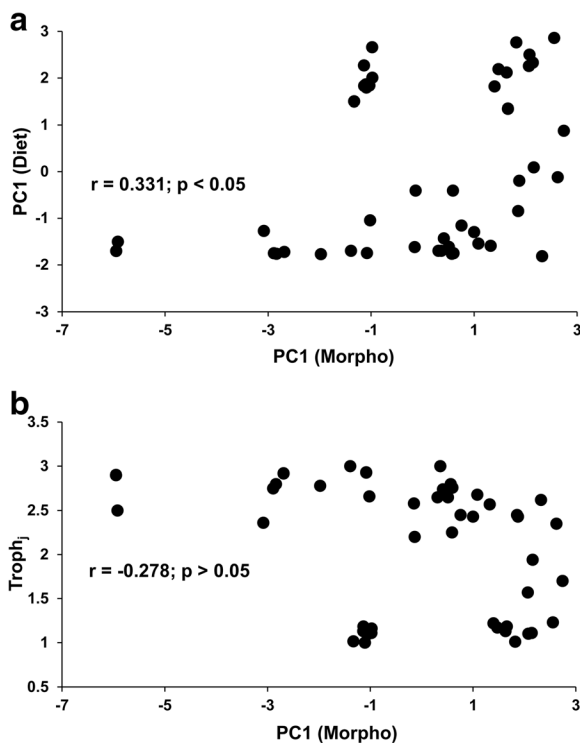 a
3
2
1
0
-1
-2
-3
PC1 (Diet)
r = 0.331; p < 0.05
-7 -5 -3 -1 1 3
PC1 (Morpho)
b
3.5
3
2.5
2
1.5
1
0.5
Trophj
r = -0.278; p > 0.05
-7 -5 -3 -1 1 3
PC1 (Morpho)